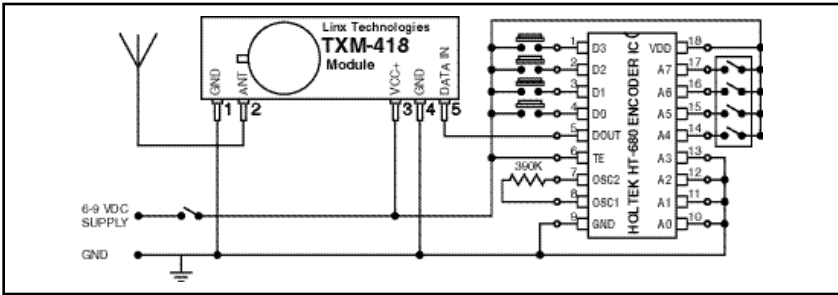 Linx Technologies
TXM-418
Module
GND
ANT
VCC+
GND
DATA IN
1
2
3
4
5
6-9 VDC
SUPPLY
GND
390K
HOLTEK HT-680 ENCODER IC
1 D3
2 D2
3 D1
4 D0
5 DOUT
6 TE
7 OSC2
8 OSC1
9 GND
VDD 18
A7 17
A6 16
A5 15
A4 14
A3 13
A2 12
A1 11
A0 10